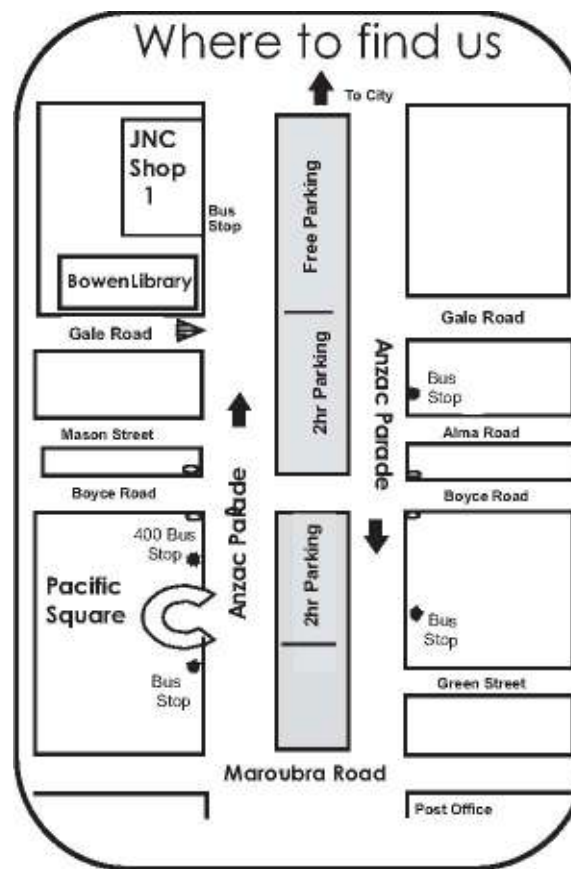 Where to find us
To City
JNC
Shop
1
Free Parking
Bus
Stop
BowenLibrary
Gale Road
Gale Road
2hr Parking
Anzac Parade
Bus
Stop
Mason Street
Alma Road
Boyce Road
Boyce Road
Anzac Parade
400 Bus
Stop
2hr Parking
Pacific
Square
Bus
Stop
Bus
Stop
Green Street
Maroubra Road
Post Office